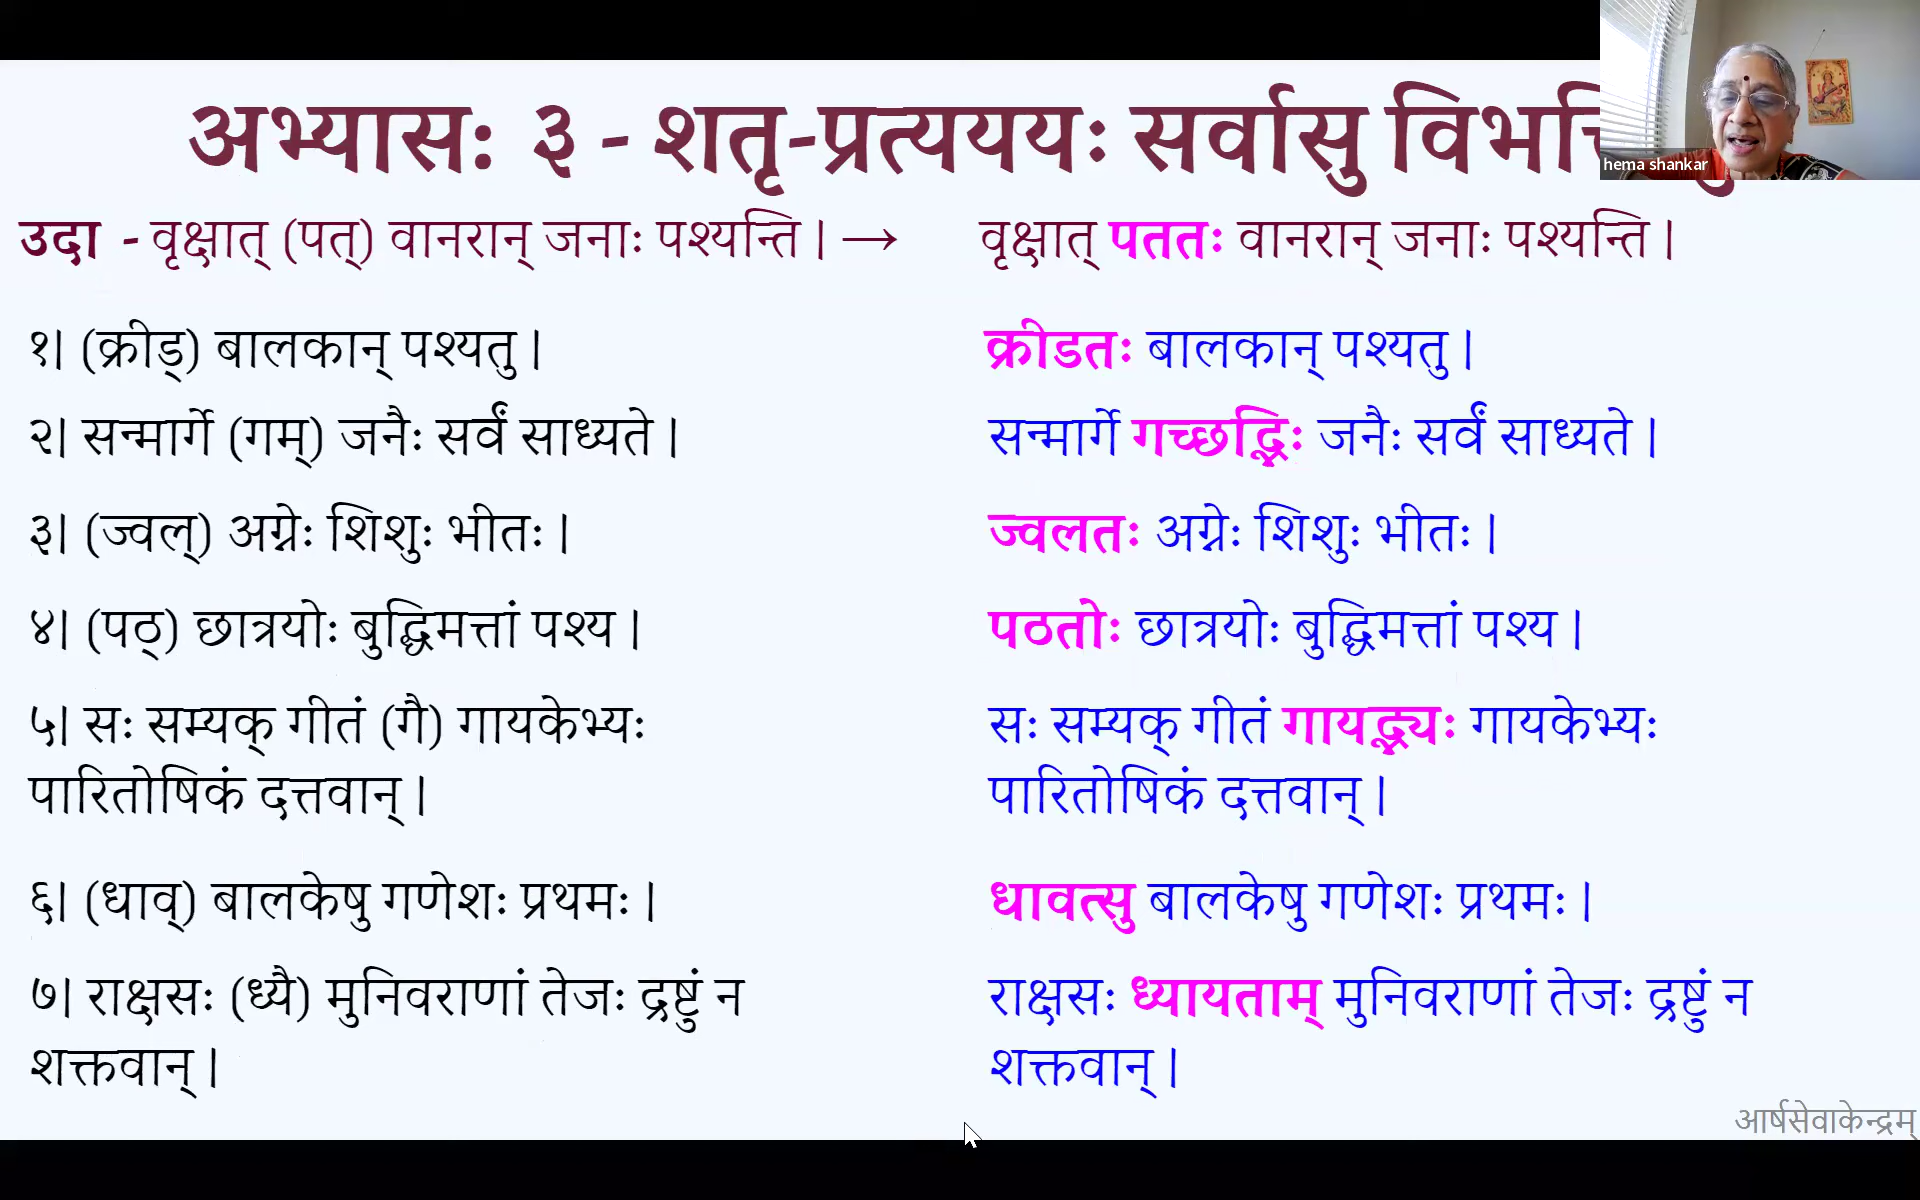 अभ्यासः ३ - शतृ-प्रत्यययः सर्वासु
hema shankar
उदा - वृक्षात् (पत्) वानरान् जनाः पश्यन्ति । → वृक्षात् पततः वानरान् जनाः पश्यन्ति ।
१| (क्रीड्) बालकान् पश्यतु । क्रीडतः बालकान् पश्यतु ।
२| सन्मार्गे (गम्) जनैः सर्वं साध्यते । सन्मार्गे गच्छद्भिः जनैः सर्वं साध्यते ।
३| (ज्वल्) अग्नेः शिशुः भीतः । ज्वलतः अग्नेः शिशुः भीतः ।
४| (पठ्) छात्रयोः बुद्धिमत्तां पश्य । पठतोः छात्रयोः बुद्धिमत्तां पश्य ।
५| सः सम्यक् गीतं (गै) गायकेभ्यः सः सम्यक् गीतं गायद्भ्यः गायकेभ्यः
पारितोषिकं दत्तवान् । पारितोषिकं दत्तवान् ।
६| (धाव्) बालकेषु गणेशः प्रथमः । धावत्सु बालकेषु गणेशः प्रथमः ।
७| राक्षसः (ध्यै) मुनिवराणां तेजः द्रष्टुं न राक्षसः ध्यायताम् मुनिवराणां तेजः द्रष्टुं न
शक्तवान् । शक्तवान् ।
आर्षसेवाकेन्द्रम्